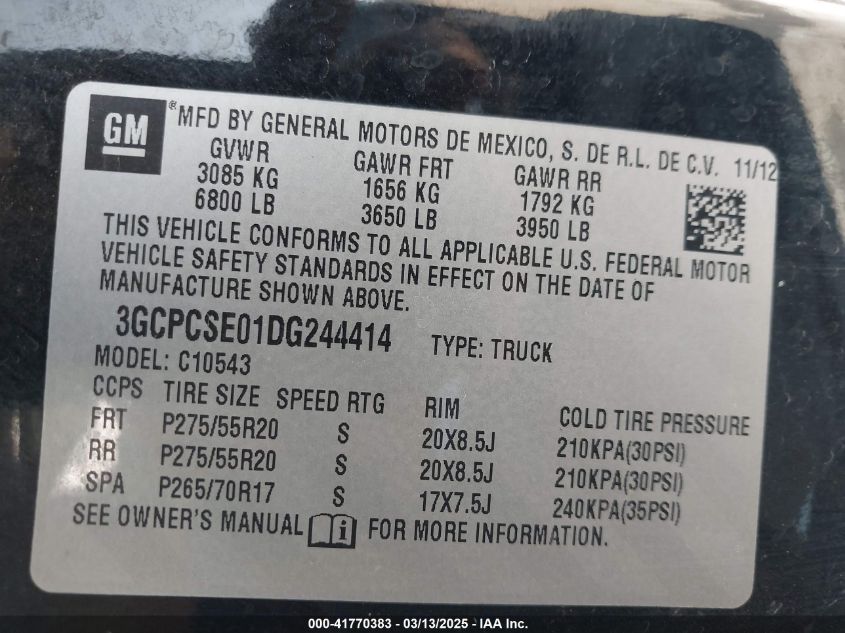 GM ® MFD BY GENERAL MOTORS DE MEXICO, S. DE R.L. DE C.V. 11/12
GVWR GAWR FRT GAWR RR
3085 KG 1656 KG 1792 KG
6800 LB 3650 LB 3950 LB
THIS VEHICLE CONFORMS TO ALL APPLICABLE U.S. FEDERAL MOTOR
VEHICLE SAFETY STANDARDS IN EFFECT ON THE DATE OF
MANUFACTURE SHOWN ABOVE.
3GCPCSE01DG244414 TYPE: TRUCK
MODEL: C10543
CCPS TIRE SIZE SPEED RTG RIM COLD TIRE PRESSURE
FRT P275/55R20 S 20X8.5J 210KPA(30PSI)
RR P275/55R20 S 20X8.5J 210KPA(30PSI)
SPA P265/70R17 S 17X7.5J 240KPA(35PSI)
SEE OWNER'S MANUAL i FOR MORE INFORMATION.
000-41770383 - 03/13/2025 - IAA Inc.